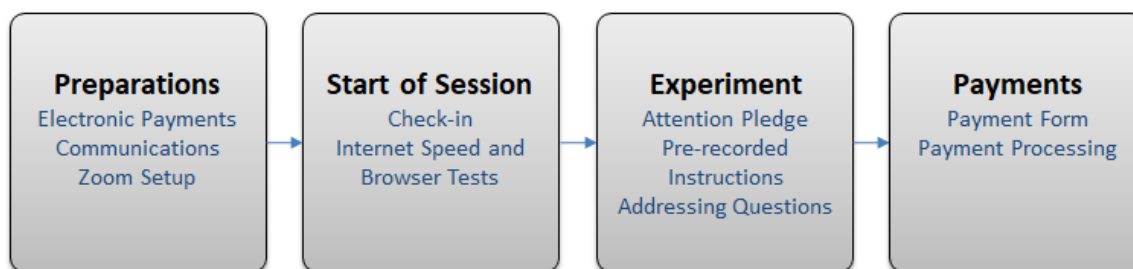 Preparations
Electronic Payments
Communications
Zoom Setup
Start of Session
Check-in
Internet Speed and
Browser Tests
Experiment
Attention Pledge
Pre-recorded
Instructions
Addressing Questions
Payments
Payment Form
Payment Processing